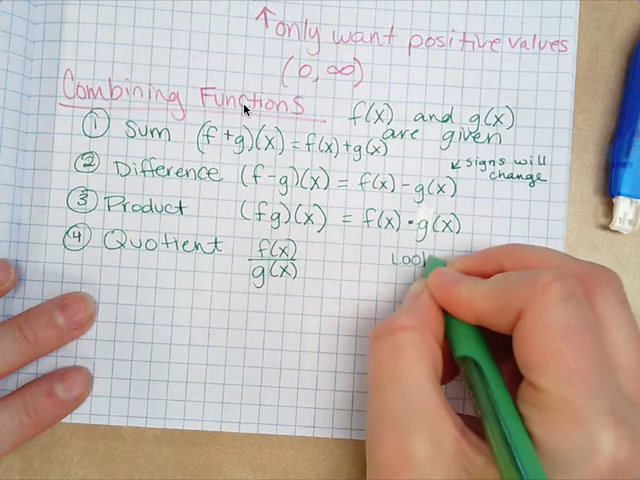 ↑ only want positive values
(0, ∞)
Combining Functions
f(x) and g(x)
are given
① Sum (f+g)(x) = f(x)+g(x)
② Difference (f-g)(x) = f(x)-g(x)
↙ signs will
change
③ Product (fg)(x) = f(x)·g(x)
④ Quotient f(x)/g(x)
look